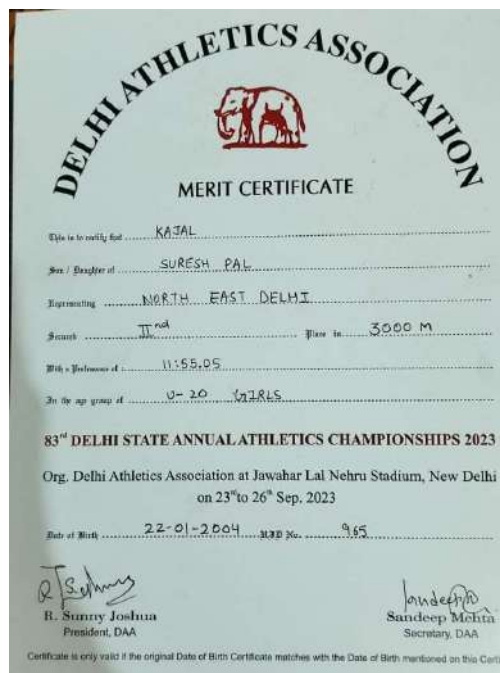 DELHI ATHLETICS ASSOCIATION
MERIT CERTIFICATE
This is to certify that KAJAL
Son / Daughter of SURESH PAL
Representing NORTH EAST DELHI
Secured IInd Place in 3000 M
With a Performance of : 11:55.05
In the age group of U-20 GIRLS
83rd DELHI STATE ANNUAL ATHLETICS CHAMPIONSHIPS 2023
Org. Delhi Athletics Association at Jawahar Lal Nehru Stadium, New Delhi
on 23rd to 26th Sep. 2023
Date of Birth 22-01-2004 No. 965
R. Sunny Joshua
President, DAA
Sandeep Mehta
Secretary, DAA
Certificate is only valid if the original Date of Birth Certificate matches with the Date of Birth mentioned on this Certi